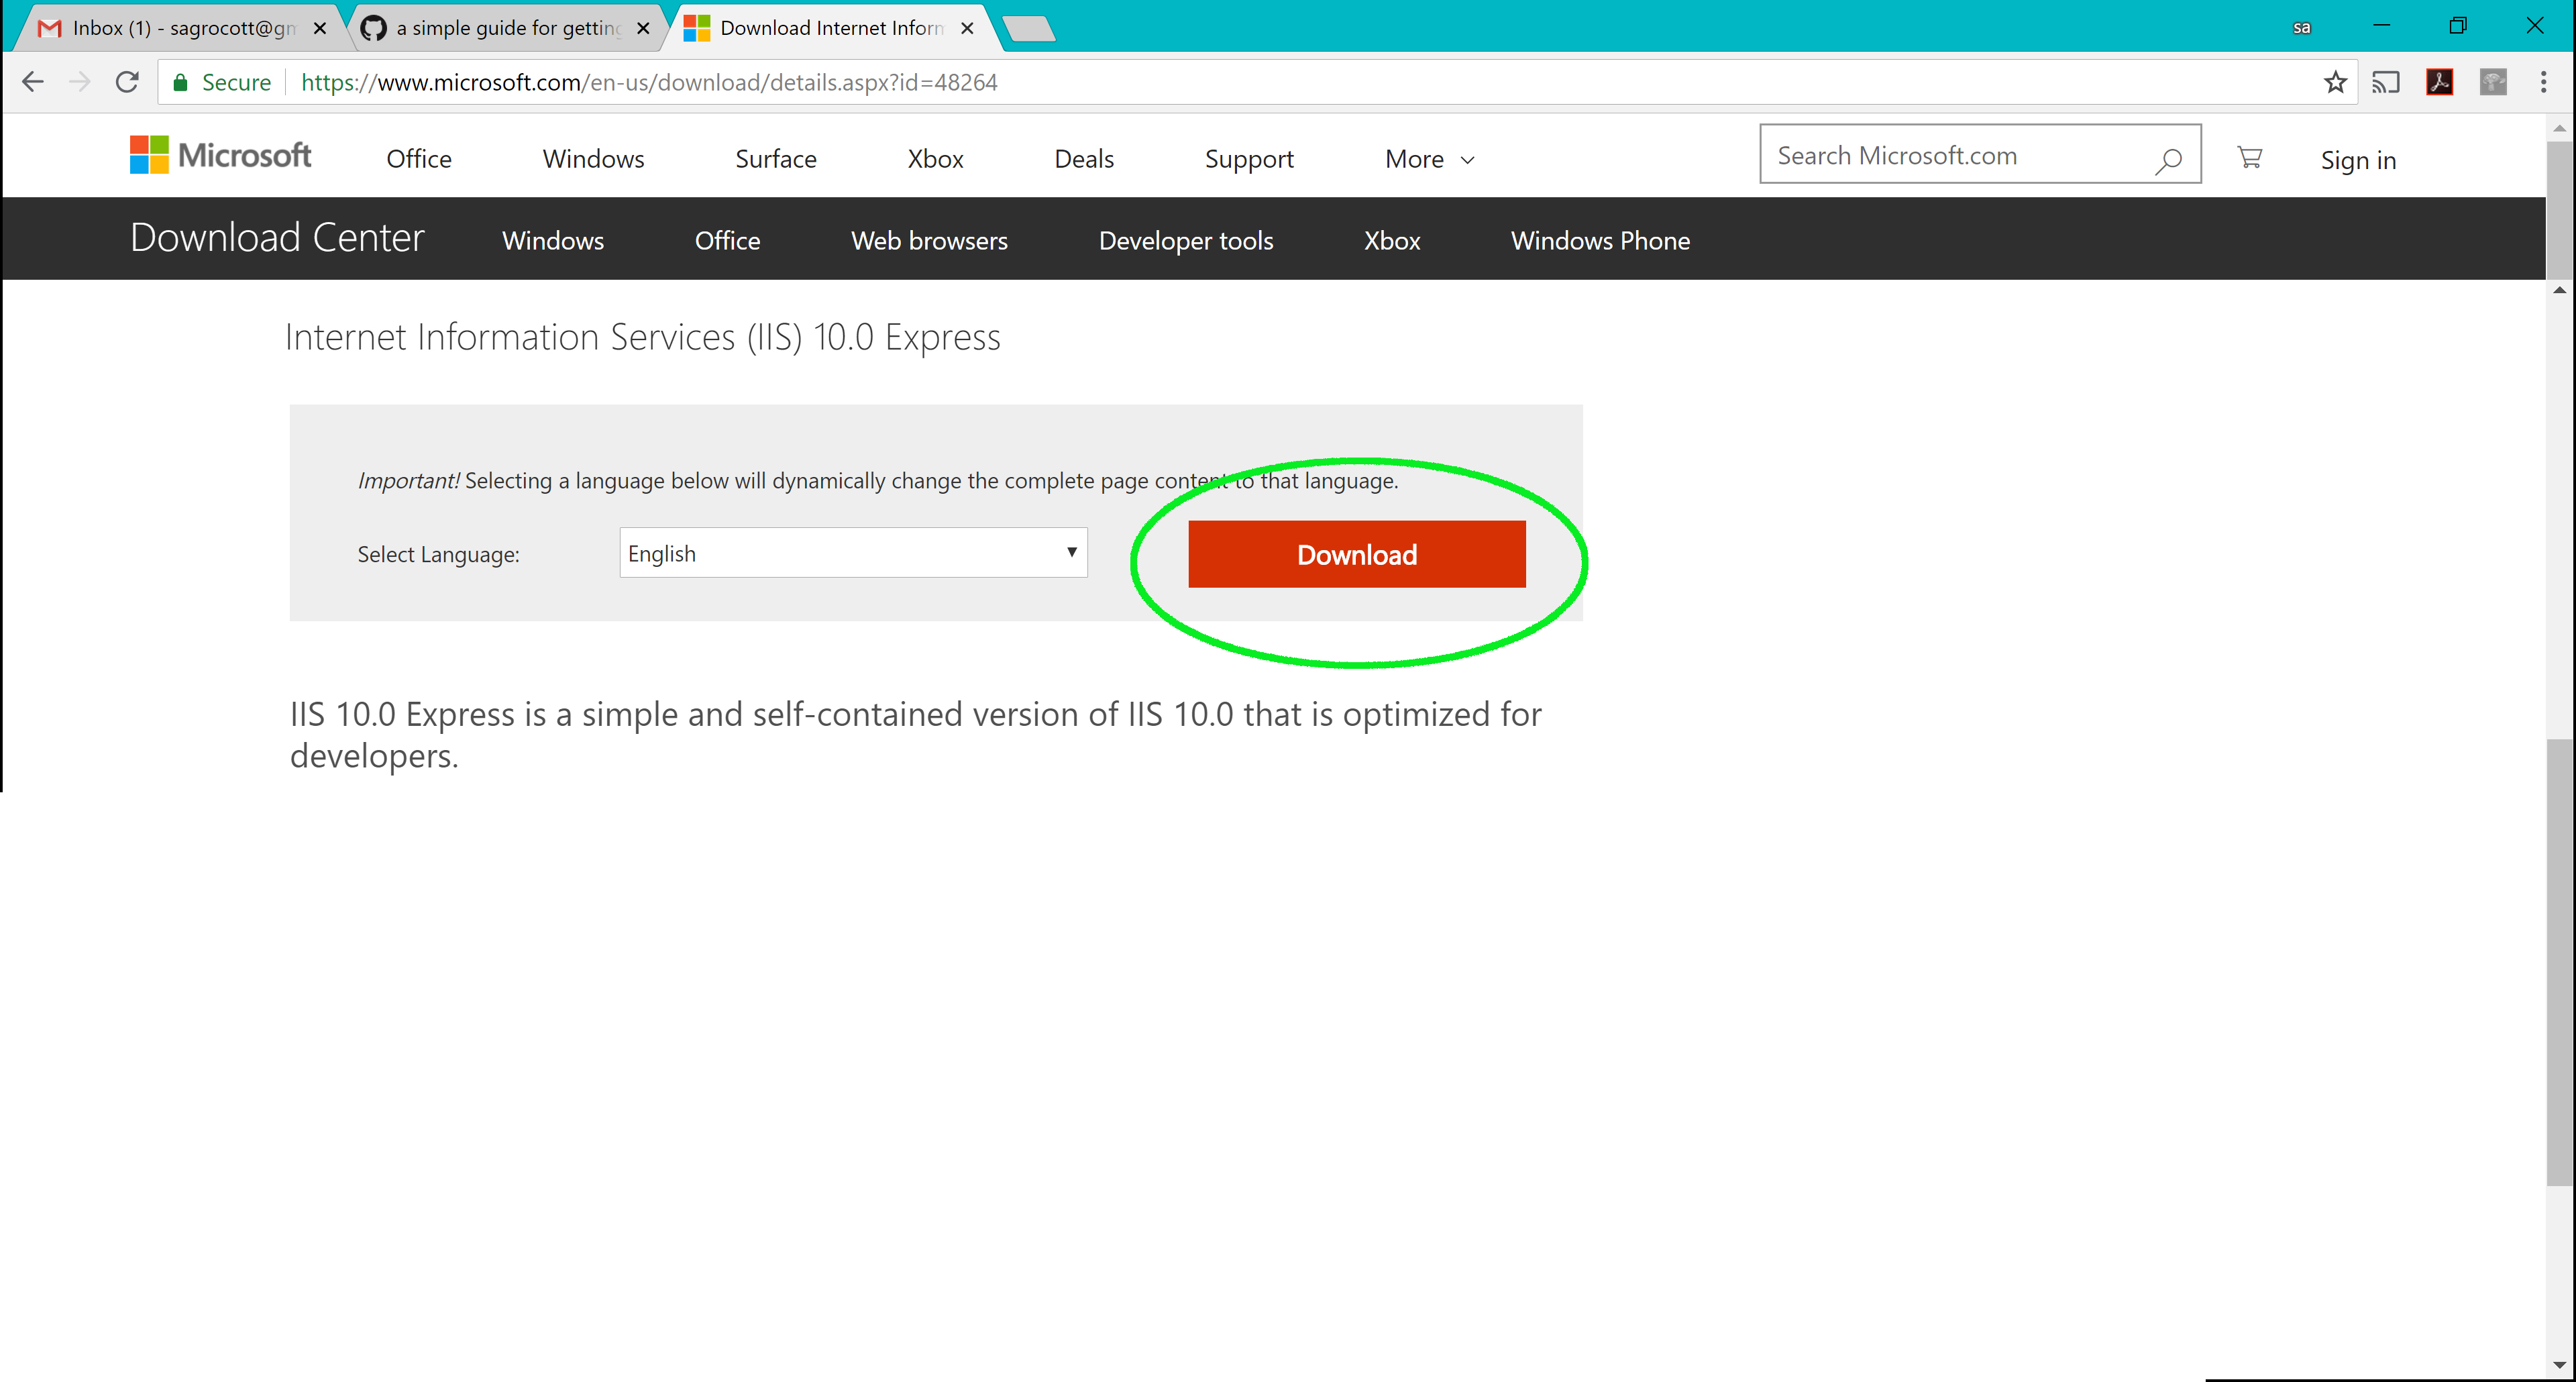 Inbox (1) - sagrocott@gm
a simple guide for getting
Download Internet Inform
sa
Secure
https://www.microsoft.com/en-us/download/details.aspx?id=48264
Microsoft
Office
Windows
Surface
Xbox
Deals
Support
More
Search Microsoft.com
Sign in
Download Center
Windows
Office
Web browsers
Developer tools
Xbox
Windows Phone
Internet Information Services (IIS) 10.0 Express
Important! Selecting a language below will dynamically change the complete page content to that language.
Select Language:
English
Download
IIS 10.0 Express is a simple and self-contained version of IIS 10.0 that is optimized for
developers.